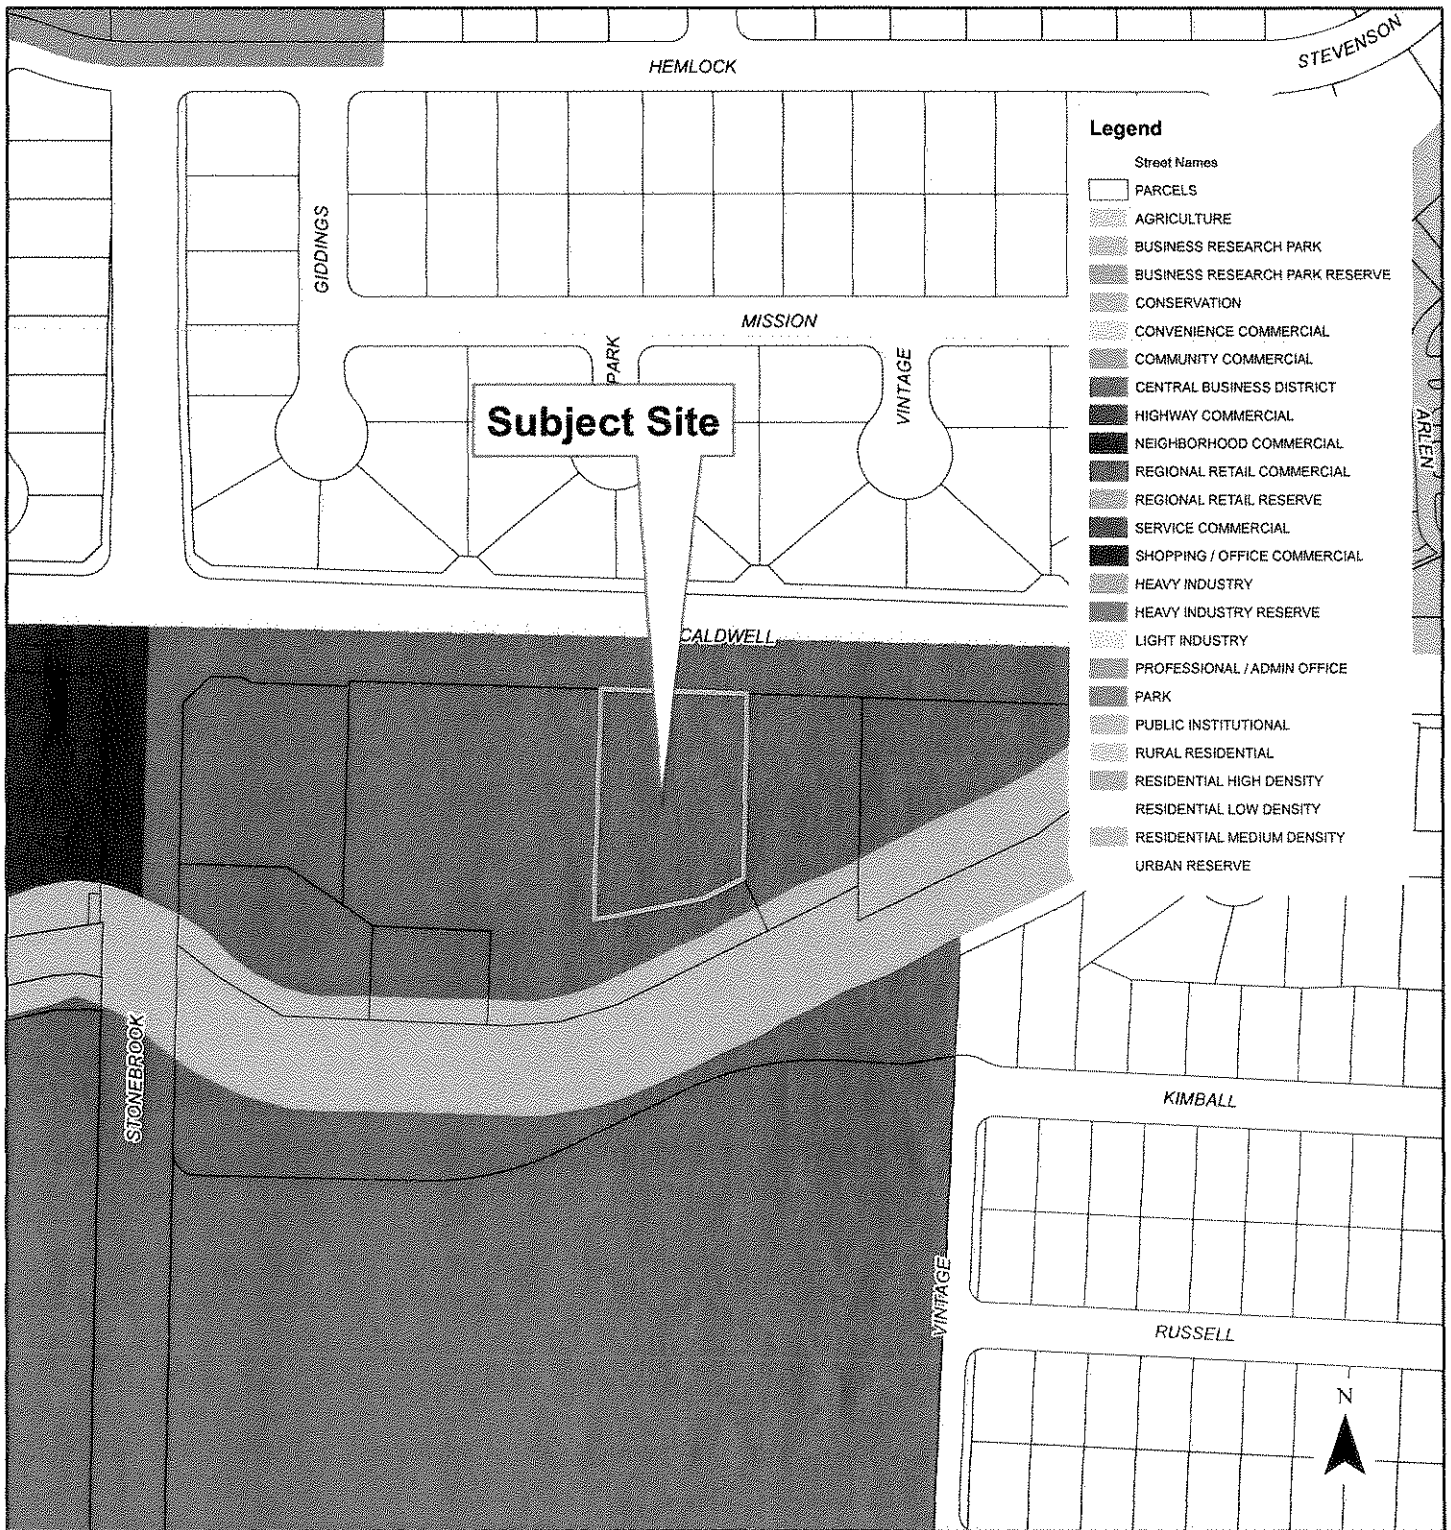 HEMLOCK
STEVENSON
Legend
Street Names
PARCELS
AGRICULTURE
BUSINESS RESEARCH PARK
BUSINESS RESEARCH PARK RESERVE
CONSERVATION
CONVENIENCE COMMERCIAL
COMMUNITY COMMERCIAL
CENTRAL BUSINESS DISTRICT
HIGHWAY COMMERCIAL
NEIGHBORHOOD COMMERCIAL
REGIONAL RETAIL COMMERCIAL
REGIONAL RETAIL RESERVE
SERVICE COMMERCIAL
SHOPPING / OFFICE COMMERCIAL
HEAVY INDUSTRY
HEAVY INDUSTRY RESERVE
LIGHT INDUSTRY
PROFESSIONAL / ADMIN OFFICE
PARK
PUBLIC INSTITUTIONAL
RURAL RESIDENTIAL
RESIDENTIAL HIGH DENSITY
RESIDENTIAL LOW DENSITY
RESIDENTIAL MEDIUM DENSITY
URBAN RESERVE
GIDDINGS
MISSION
PARK
VINTAGE
Subject Site
ARLEN
CALDWELL
STONEBROOK
KIMBALL
VINTAGE
RUSSELL
N